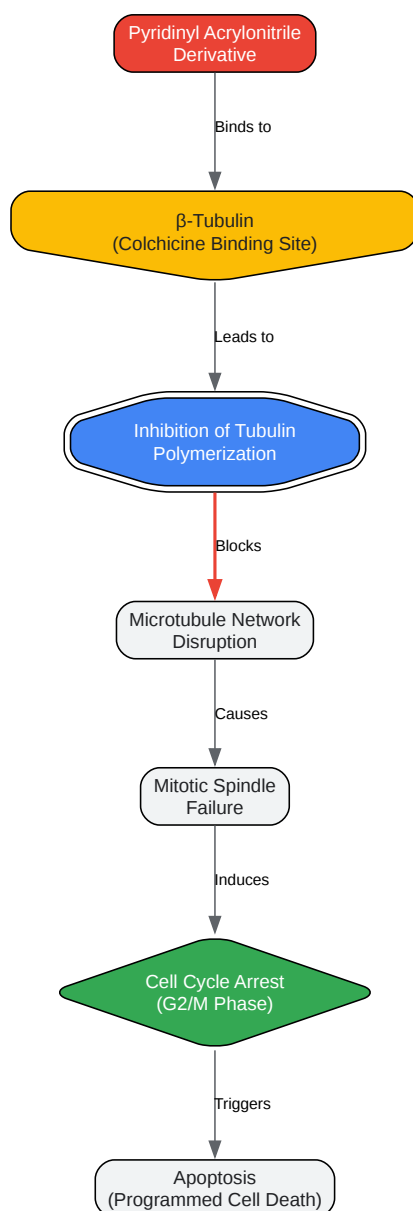 Pyridinyl Acrylonitrile
Derivative
Binds to
β-Tubulin
(Colchicine Binding Site)
Leads to
Inhibition of Tubulin
Polymerization
Blocks
Microtubule Network
Disruption
Causes
Mitotic Spindle
Failure
Induces
Cell Cycle Arrest
(G2/M Phase)
Triggers
Apoptosis
(Programmed Cell Death)